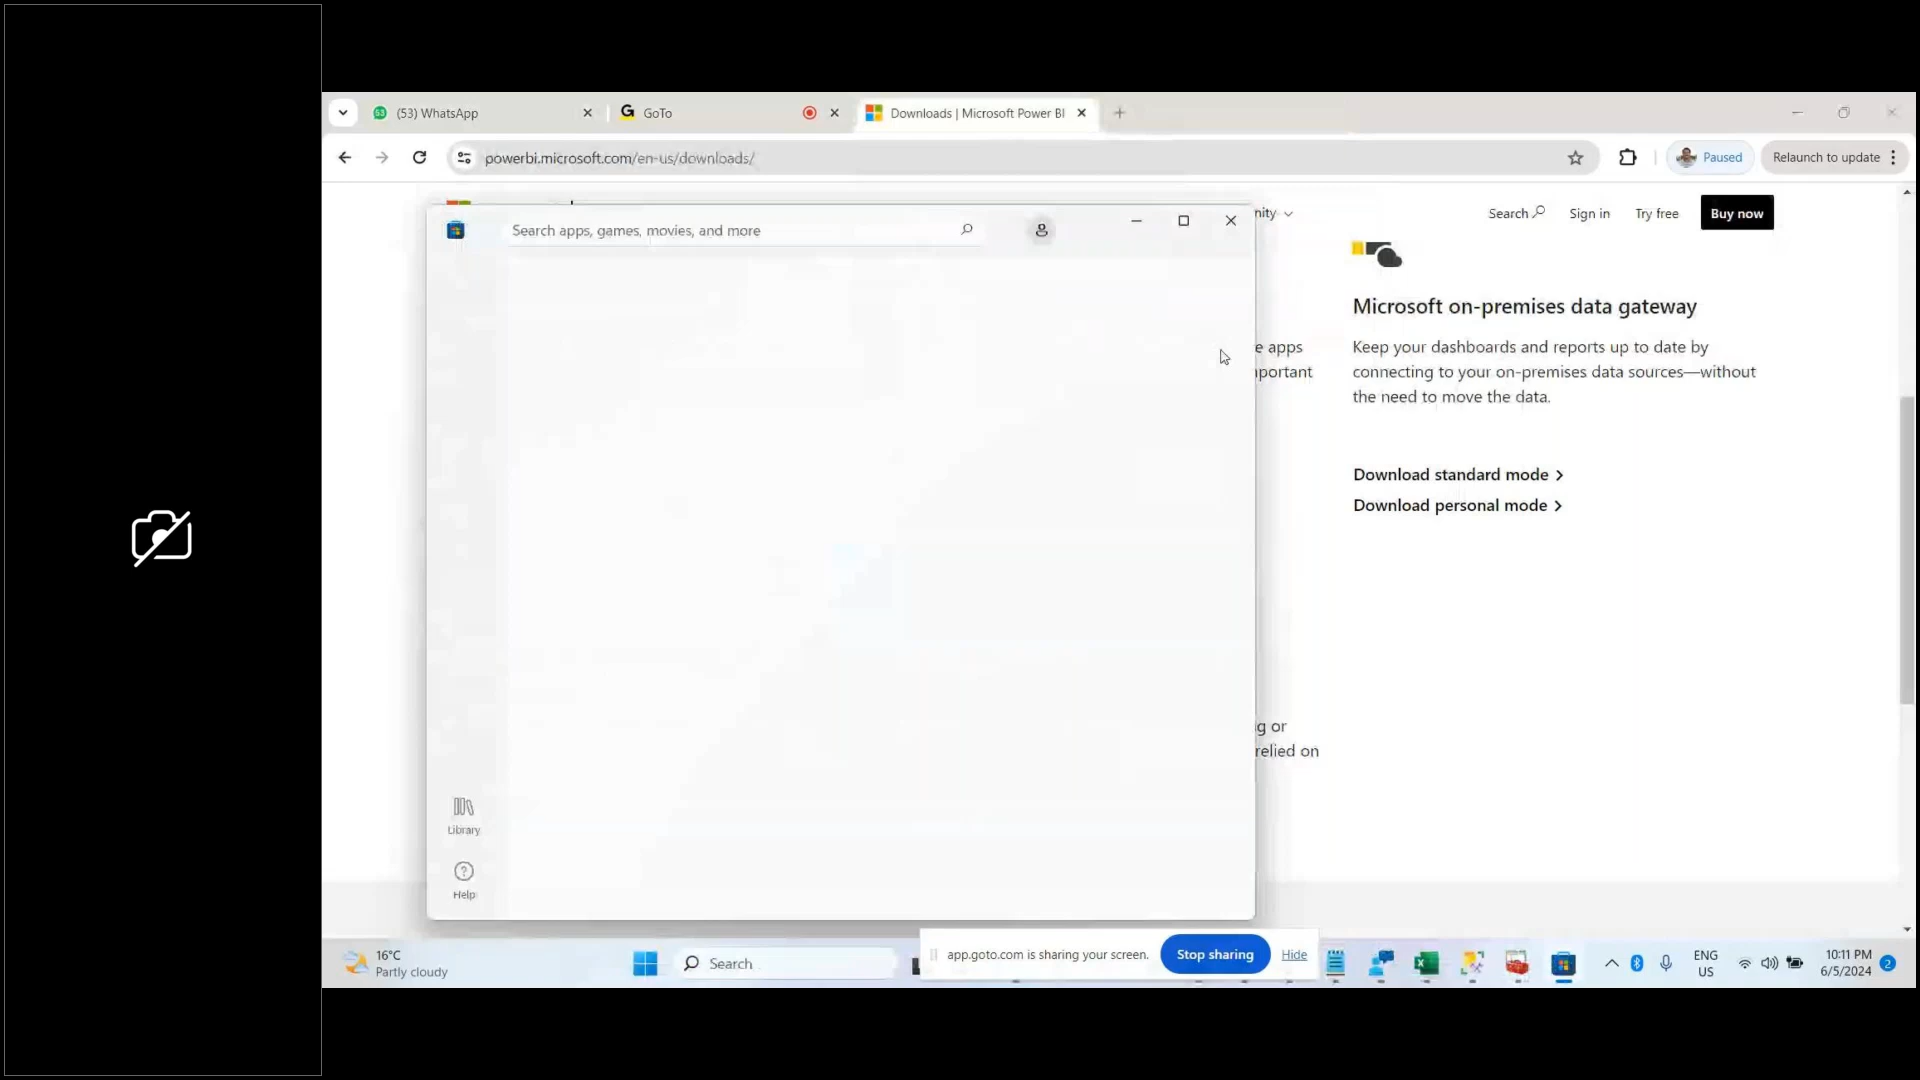 (53) WhatsApp
G GoTo
Downloads | Microsoft Power BI
powerbi.microsoft.com/en-us/downloads/
Paused
Relaunch to update
Search apps, games, movies, and more
nity
Search
Sign in
Try free
Buy now
Microsoft on-premises data gateway
e apps
Keep your dashboards and reports up to date by
portant
connecting to your on-premises data sources—without
the need to move the data.
Download standard mode
Download personal mode
g or
relied on
Library
Help
16°C
Partly cloudy
Search
app.goto.com is sharing your screen.
Stop sharing
Hide
ENG
US
10:11 PM
6/5/2024
2